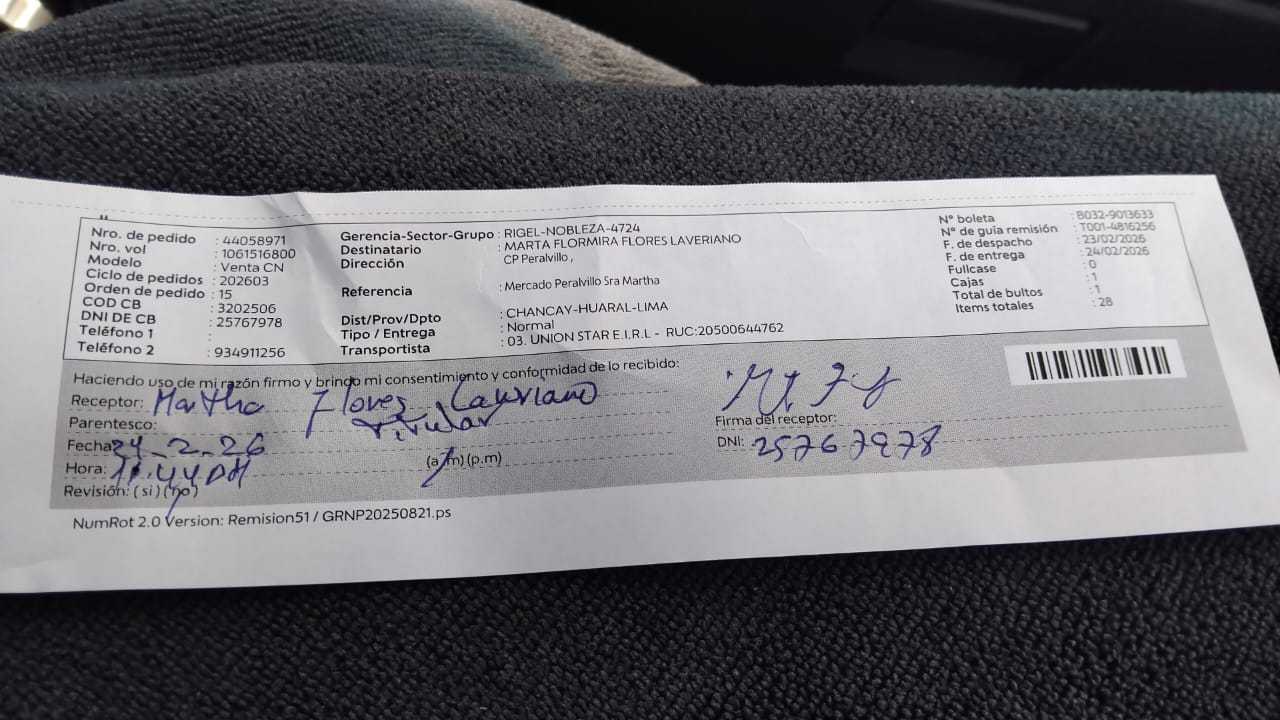 Nro. de pedido : 44058971
Nro. vol : 1061516800
Modelo : Venta CN
Ciclo de pedidos : 202603
Orden de pedido : 15
COD CB : 3202506
DNI DE CB : 25767978
Teléfono 1 :
Teléfono 2 : 934911256
Gerencia-Sector-Grupo : RIGEL-NOBLEZA-4724
Destinatario : MARTA FLORMIRA FLORES LAVERIANO
Dirección CP Peralvillo ,
Referencia : Mercado Peralvillo Sra Martha
Dist/Prov/Dpto : CHANCAY-HUARAL-LIMA
Tipo / Entrega : Normal
Transportista : 03. UNION STAR E.I.R.L - RUC:20500644762
N° boleta : B032-9013633
N° de guia remisión : T001-4816256
F. de despacho : 23/02/2026
F. de entrega : 24/02/2026
Fullcase : 0
Cajas : 1
Total de bultos : 1
Items totales : 28
Haciendo uso de mi razón firmo y brindo mi consentimiento y conformidad de lo recibido:
Receptor: Martha Flores Layriano
Parentesco: Titular
Fecha: 24-2-26
Hora: 11:44 AM (a.m) (p.m)
Revisión: ( si ) ( no )
Firma del receptor:
DNI: 25767978
NumRot 2.0 Version: Remision51 / GRNP20250821.ps